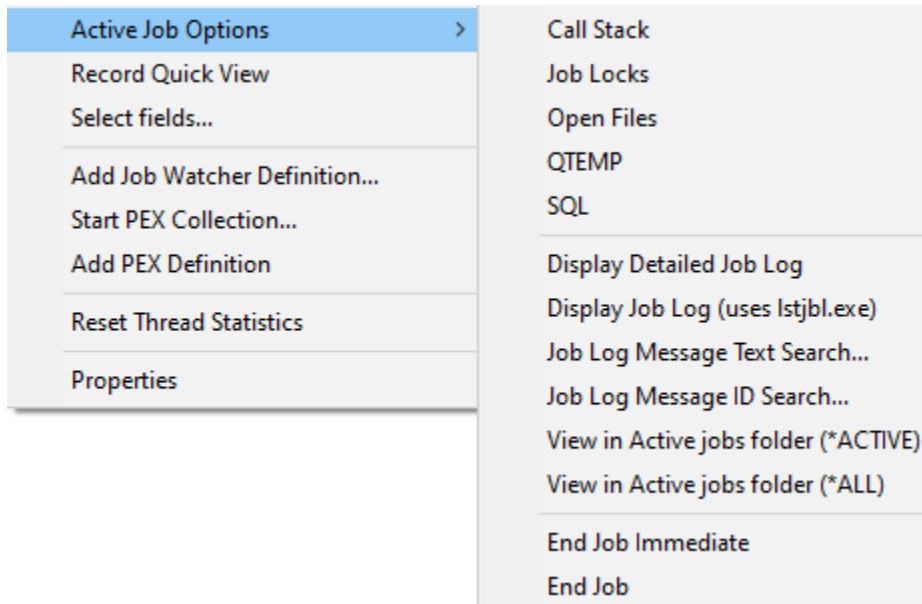 Active Job Options
Record Quick View
Select fields...
Add Job Watcher Definition...
Start PEX Collection...
Add PEX Definition
Reset Thread Statistics
Properties
Call Stack
Job Locks
Open Files
QTEMP
SQL
Display Detailed Job Log
Display Job Log (uses lstjbl.exe)
Job Log Message Text Search...
Job Log Message ID Search...
View in Active jobs folder (*ACTIVE)
View in Active jobs folder (*ALL)
End Job Immediate
End Job